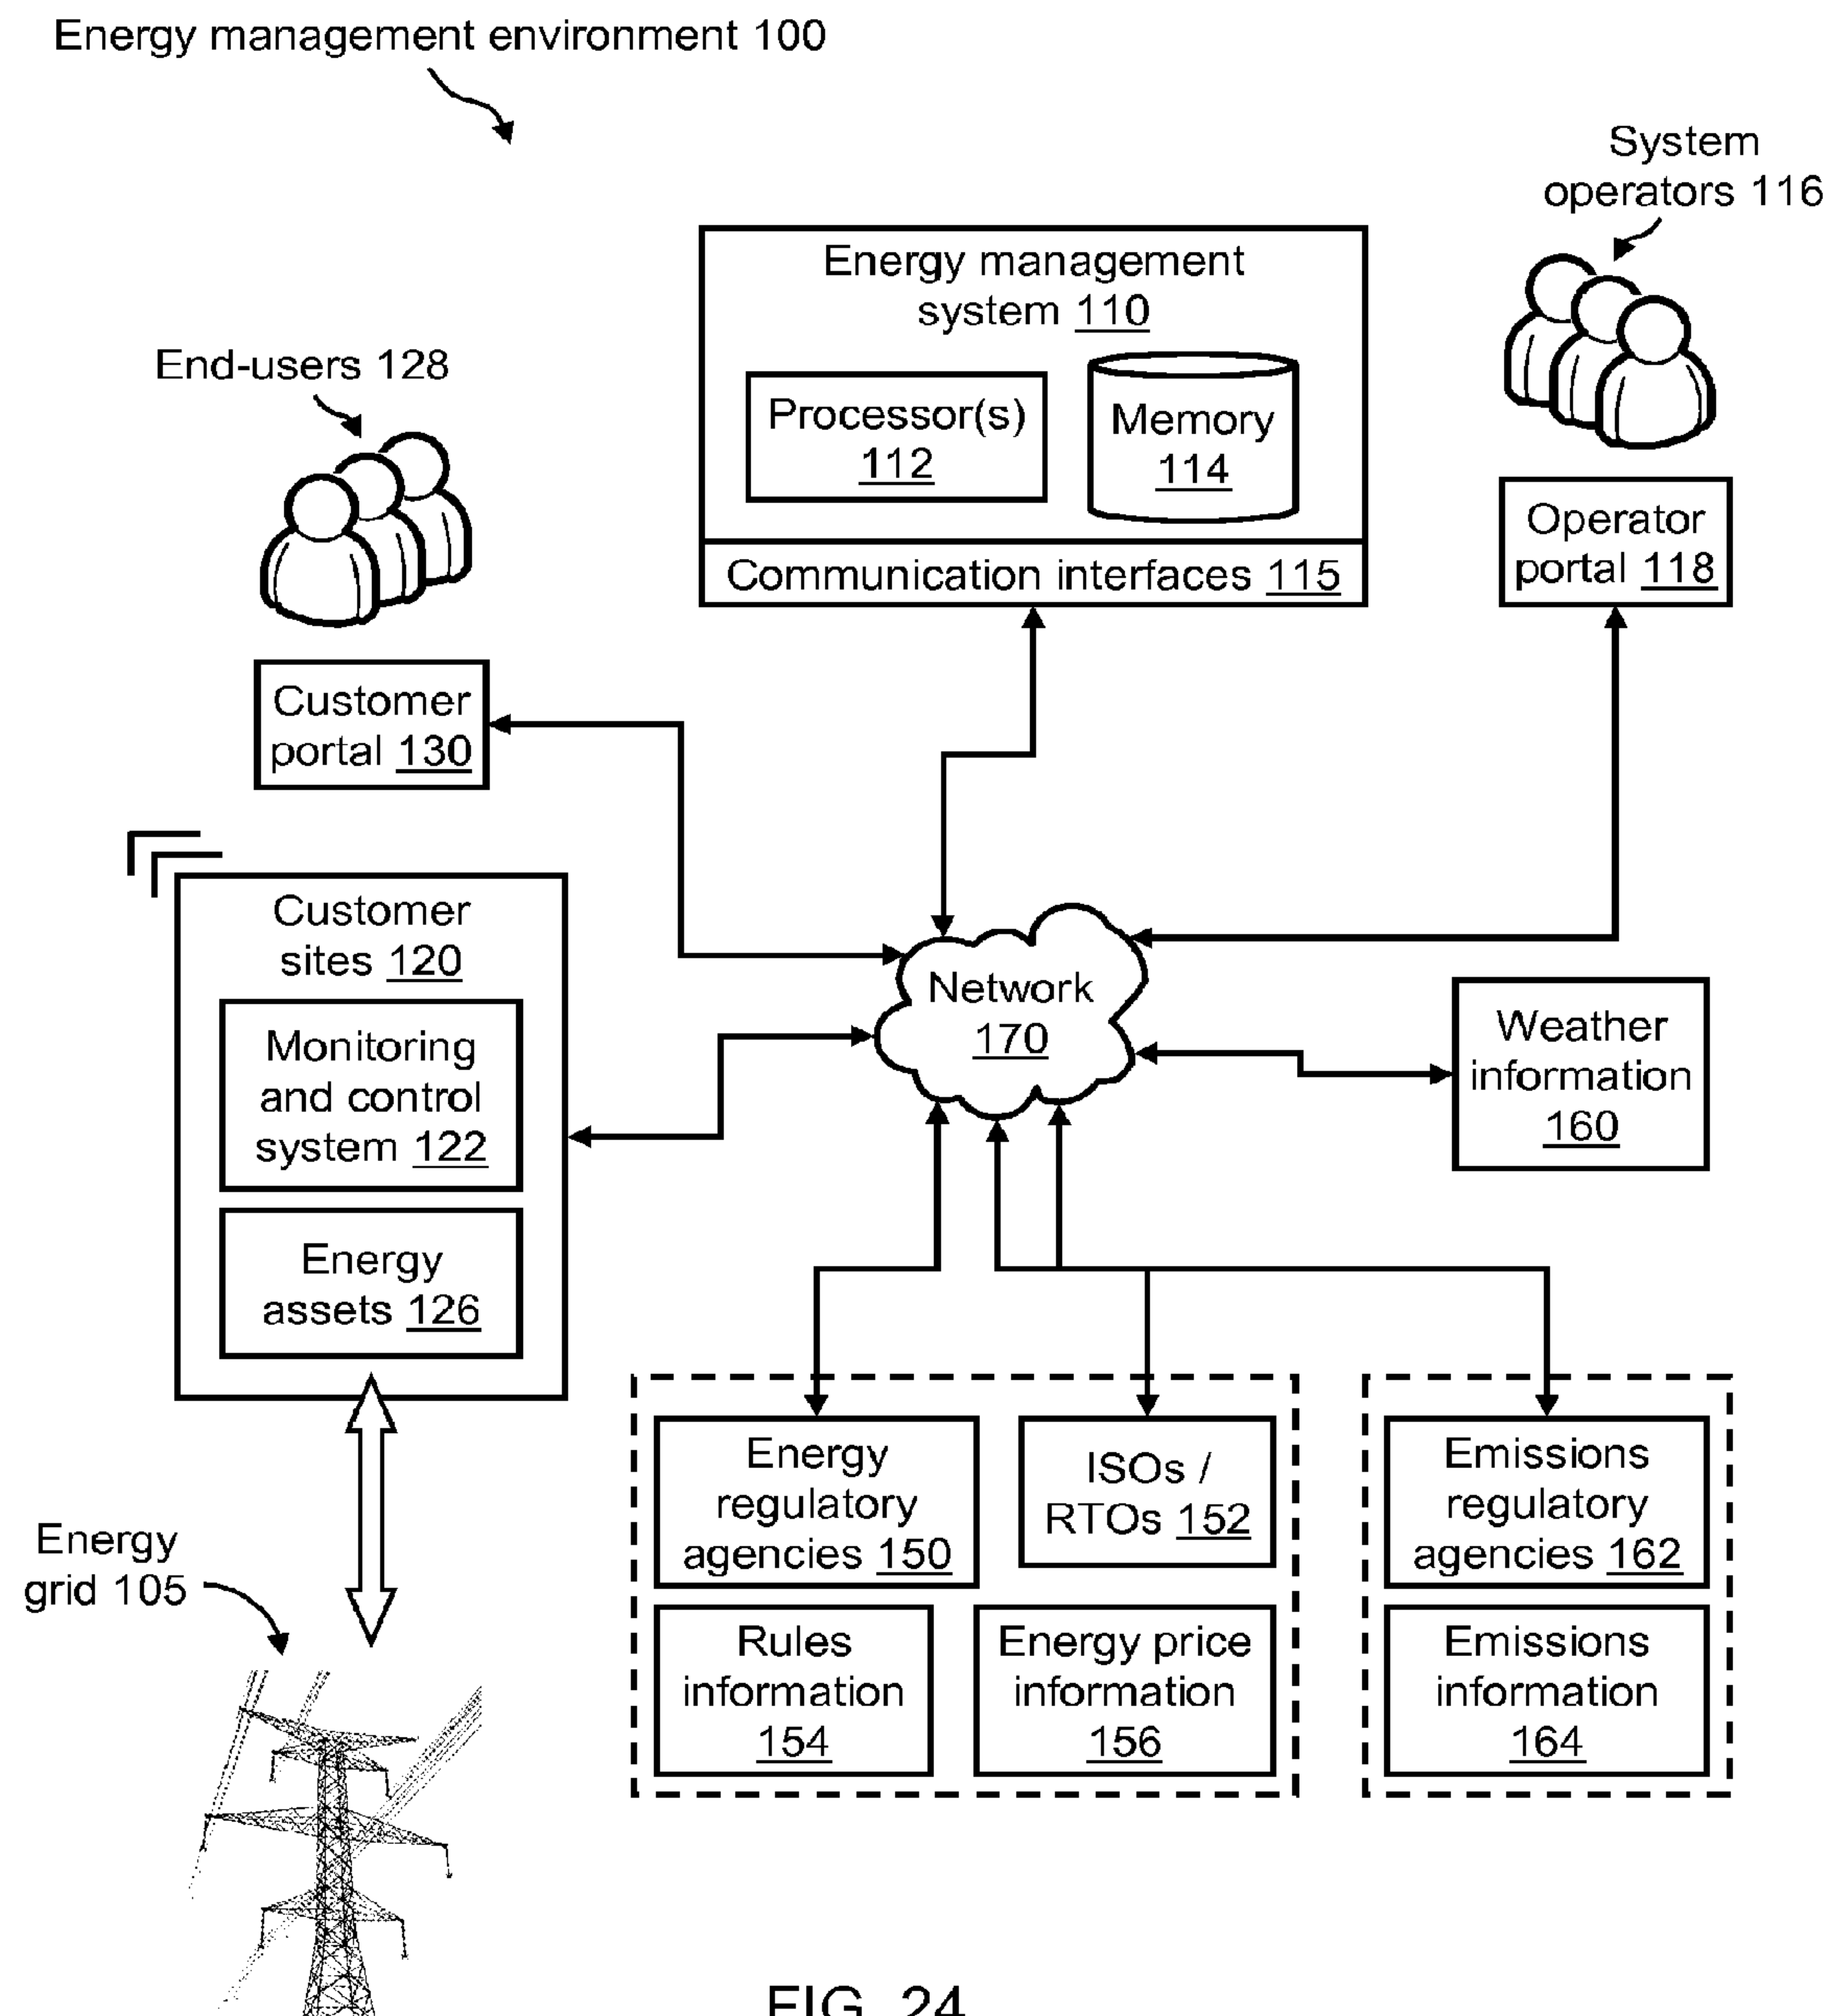 Energy management environment 100
System
operators 116
Energy management
system 110
End-users 128
Processor(s)
112
Memory
114
Operator
portal 118
Communication interfaces 115
Customer
portal 130
Customer
sites 120
Monitoring
and control
system 122
Energy
assets 126
Network
170
Weather
information
160
Energy
regulatory
agencies 150
ISOs /
RTOs 152
Emissions
regulatory
agencies 162
Energy
grid 105
Rules
information
154
Energy price
information
156
Emissions
information
164
FIG. 24